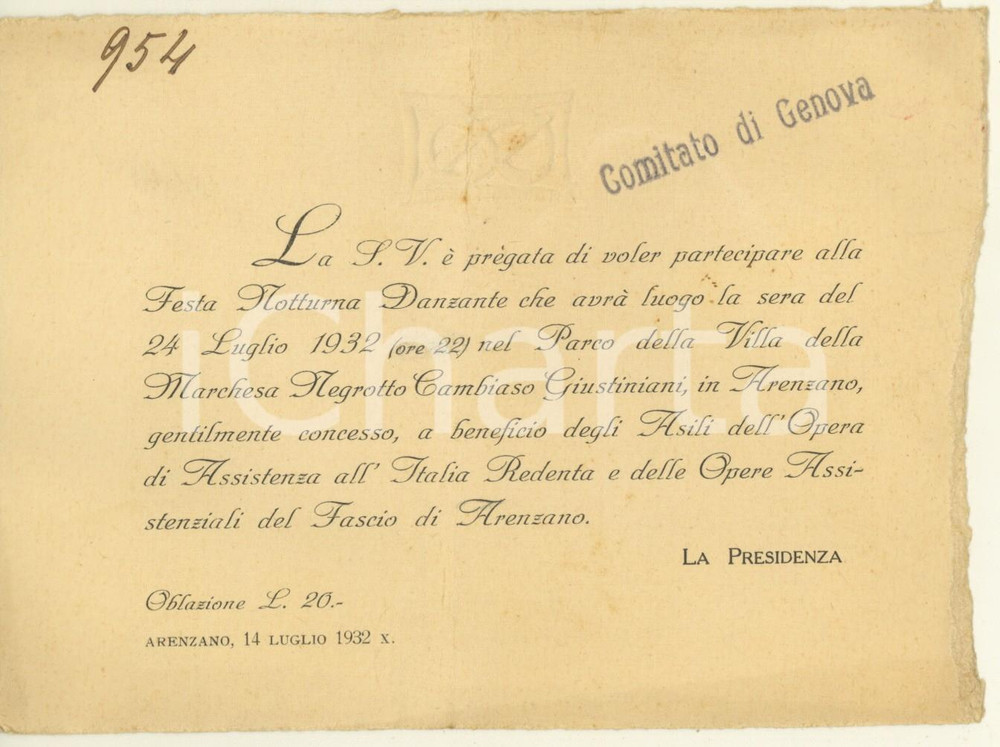 954
Comitato di Genova
La S. V. è pregata di voler partecipare alla
Festa Notturna Danzante che avrà luogo la sera del
24 Luglio 1932 (ore 22) nel Parco della Villa della
Marchesa Negrotto Cambiaso Giustiniani, in Arenzano,
gentilmente concesso, a beneficio degli Asili dell' Opera
di Assistenza all' Italia Redenta e delle Opere Assi-
stenziali del Fascio di Arenzano.
LA PRESIDENZA
Oblazione L. 20.-
ARENZANO, 14 LUGLIO 1932 X.
iCharta